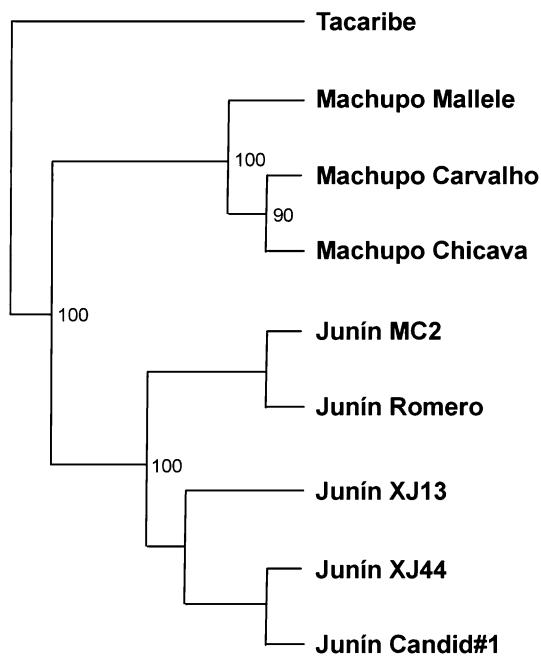 Tacaribe
Machupo Mallele
100
Machupo Carvalho
90
Machupo Chicava
100
Junín MC2
Junín Romero
100
Junín XJ13
Junín XJ44
Junín Candid#1